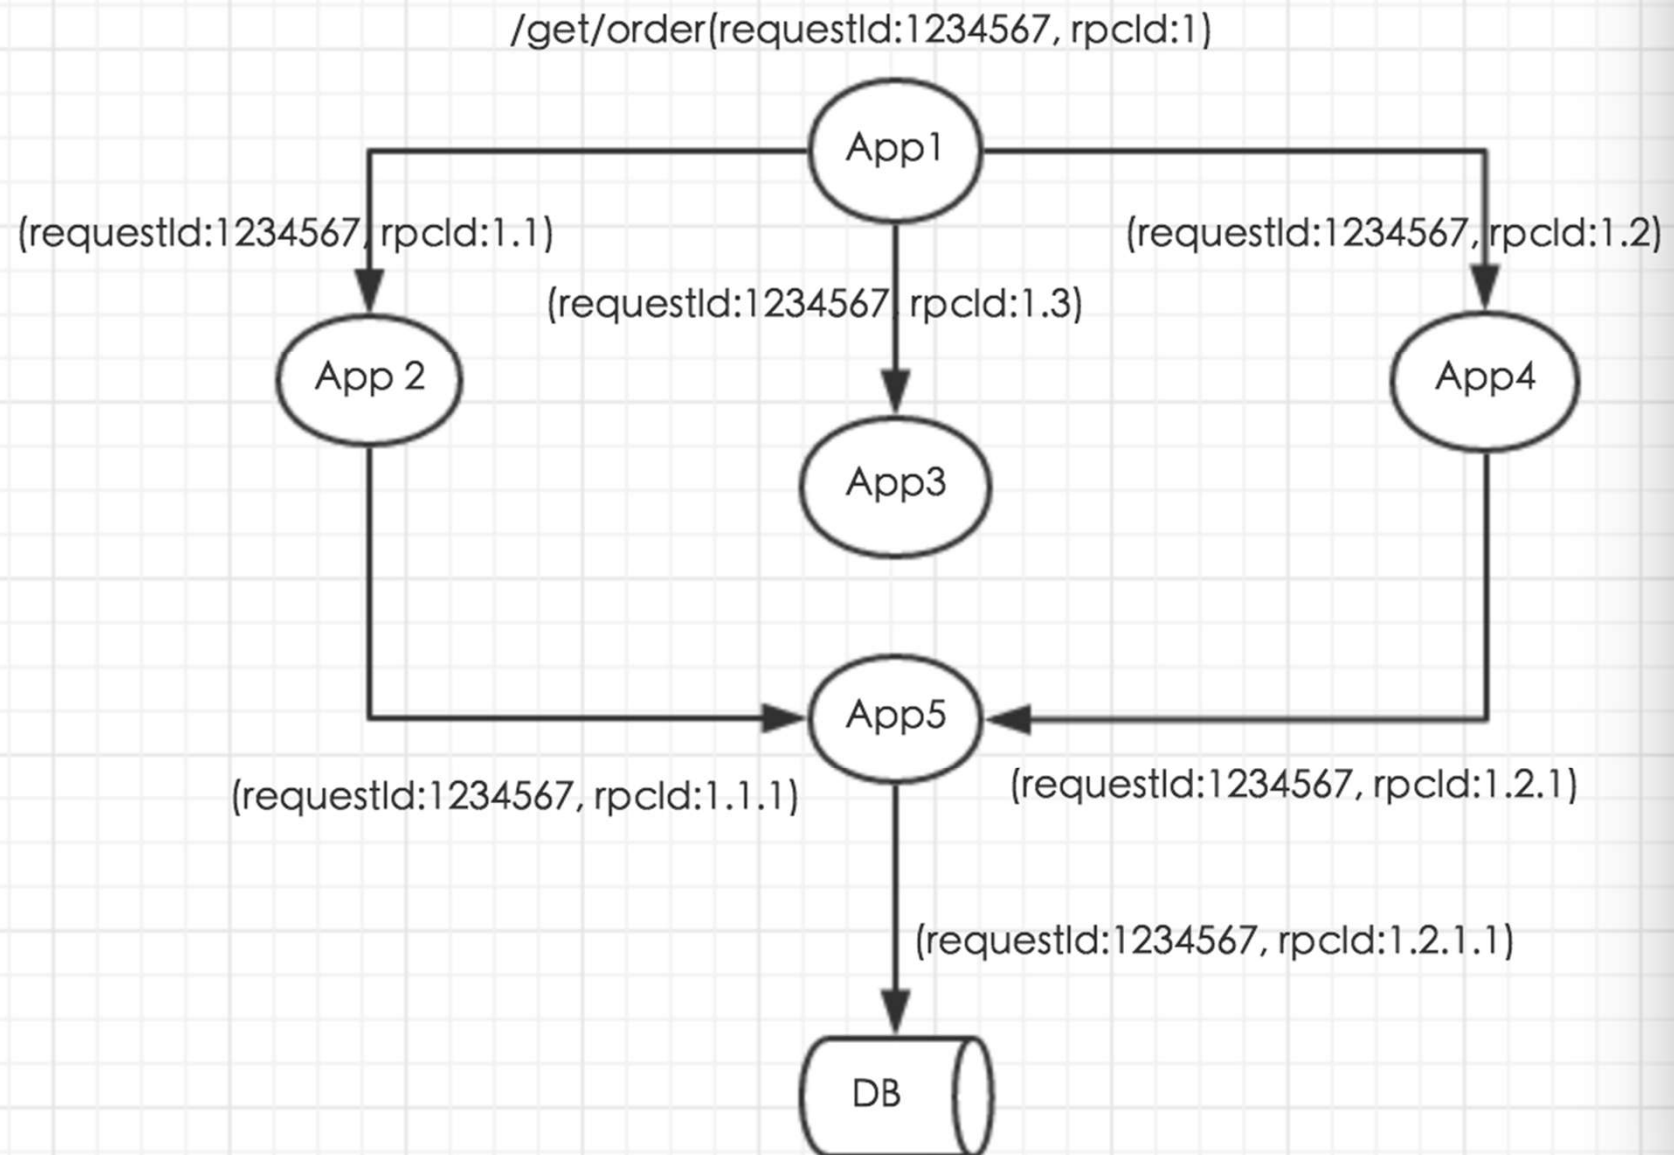 /get/order(requestId:1234567, rpcId:1)
App1
(requestId:1234567, rpcId:1.1)
(requestId:1234567, rpcId:1.2)
(requestId:1234567, rpcId:1.3)
App 2
App4
App3
App5
(requestId:1234567, rpcId:1.1.1)
(requestId:1234567, rpcId:1.2.1)
(requestId:1234567, rpcId:1.2.1.1)
DB